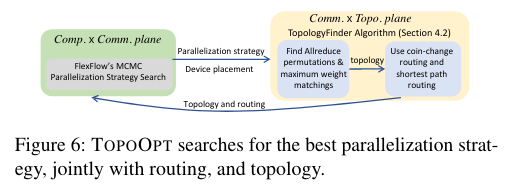 Comp. x Comm. plane
FlexFlow's MCMC
Parallelization Strategy Search
Parallelization strategy
Device placement
Comm. x Topo. plane
TopologyFinder Algorithm (Section 4.2)
Find Allreduce
permutations &
maximum weight
matchings
topology
Use coin-change
routing and
shortest path
routing
Topology and routing
Figure 6: TOPOOPT searches for the best parallelization strat-
egy, jointly with routing, and topology.